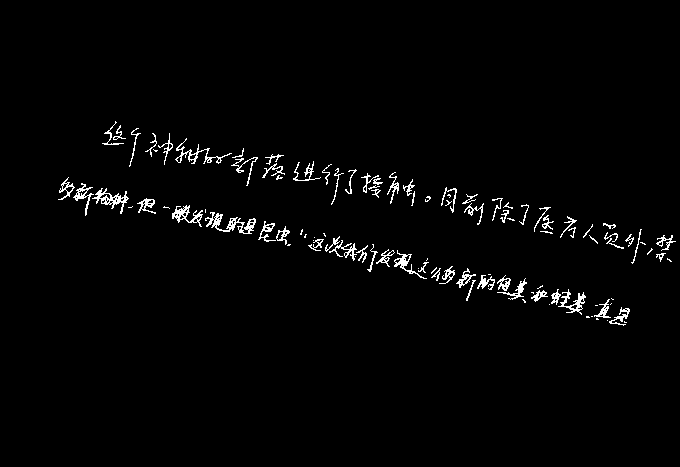 这个神秘的部落进行了接触。目前除了医方人员外,禁
多新物种,但一般发现的是昆虫。"这次我们发现这么多新的鱼类和蛙类,真是